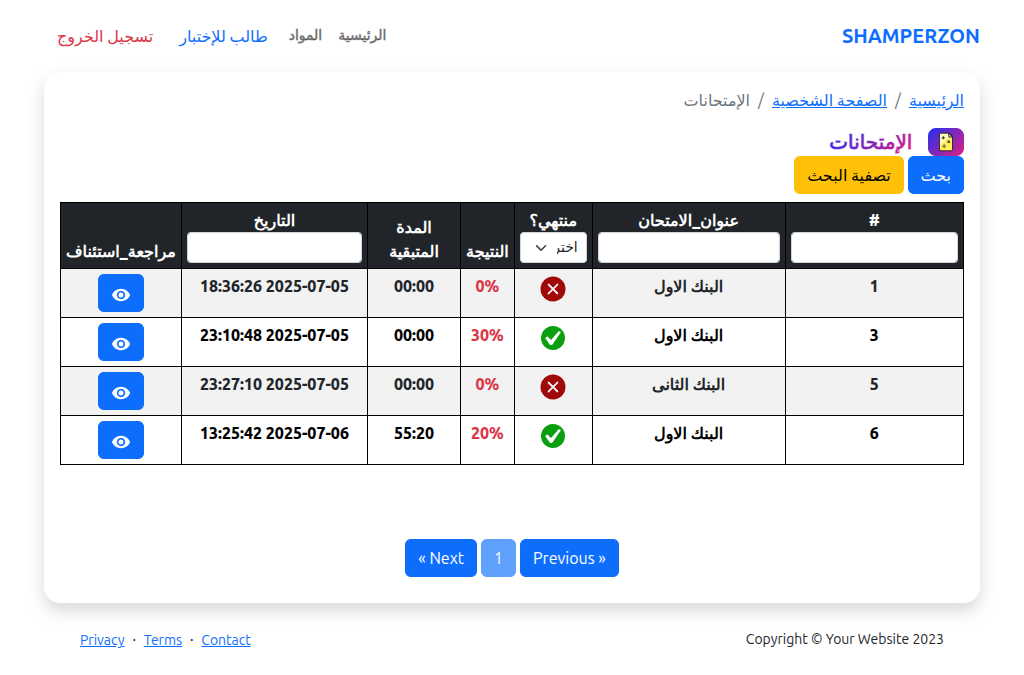 SHAMPERZON
الرئيسية المواد طالب للإختبار تسجيل الخروج
الرئيسية / الصفحة الشخصية / الإمتحانات
الإمتحانات
بحث تصفية البحث
# عنوان_الامتحان منتهي؟ النتيجة المدة المتبقية التاريخ مراجعة_استئناف
اختر
1 البنك الاول 0% 00:00 2025-07-05 18:36:26
3 البنك الاول 30% 00:00 2025-07-05 23:10:48
5 البنك الثانى 0% 00:00 2025-07-05 23:27:10
6 البنك الاول 20% 55:20 2025-07-06 13:25:42
Previous » 1 « Next
Copyright © Your Website 2023
Privacy · Terms · Contact